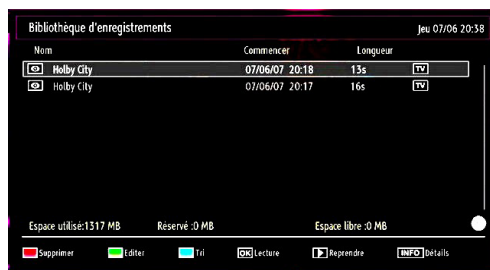 Bibliothèque d'enregistrements Jeu 07/06 20:38
Nom Commencer Longueur
Holby City 07/06/07 20:18 13s TV
Holby City 07/06/07 20:17 16s TV
Espace utilisé:1317 MB Réservé :0 MB Espace libre :0 MB
Supprimer Editer Tri OK Lecture Reprendre INFO Détails